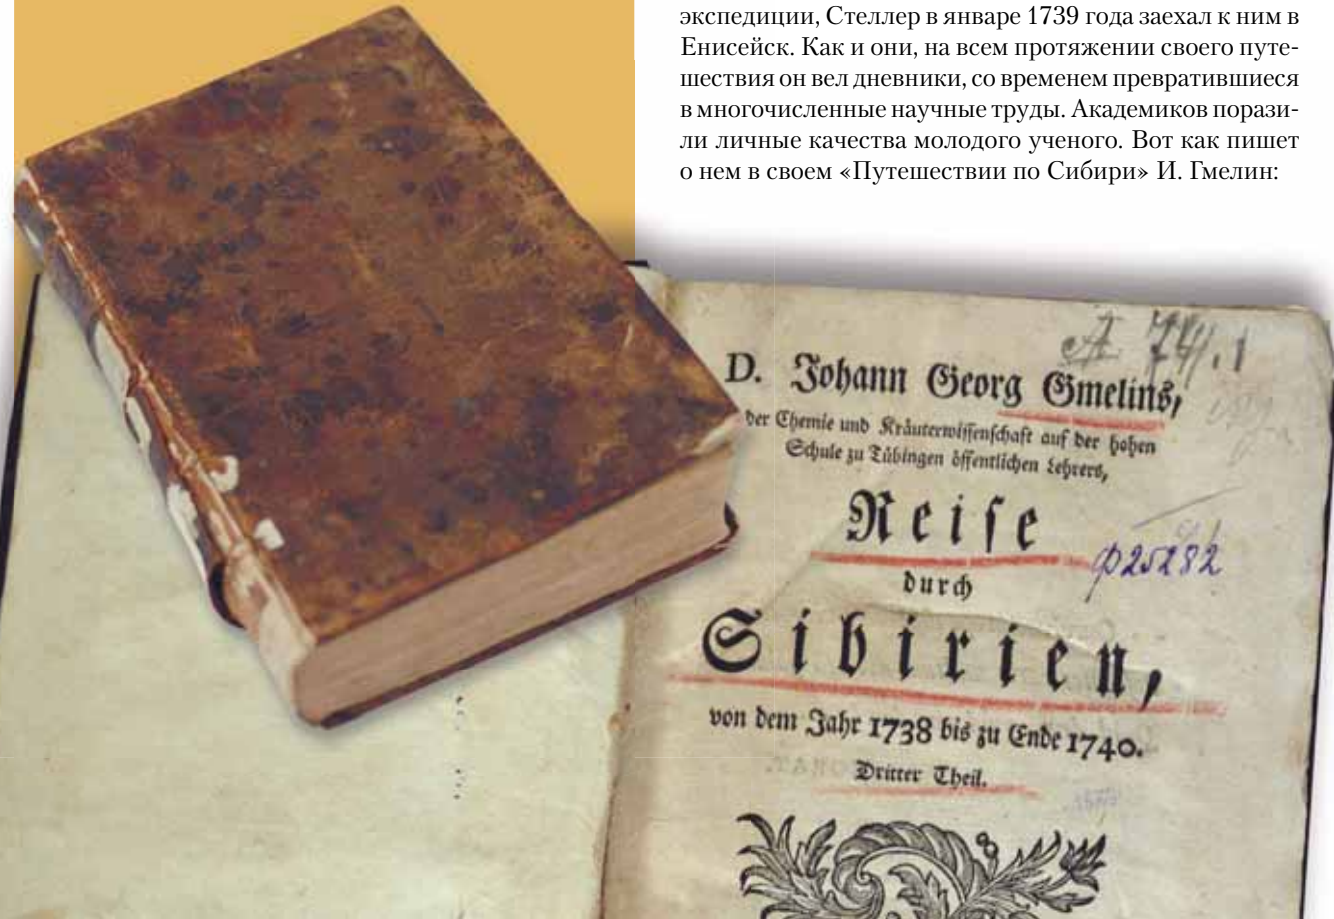 экспедиции, Стеллер в январе 1739 года заехал к ним в
Енисейск. Как и они, на всем протяжении своего путе-
шествия он вел дневники, со временем превратившиеся
в многочисленные научные труды. Академиков порази-
ли личные качества молодого ученого. Вот как пишет
о нем в своем «Путешествии по Сибири» И. Гмелин:
D. Johann Georg Gmelins,
der Chemie und Kräuterwissenschaft auf der hohen
Schule zu Tübingen öffentlichen Lehrers,
Reise
ф25282
durch
Sibirien,
von dem Jahr 1738 bis zu Ende 1740.
Dritter Theil.